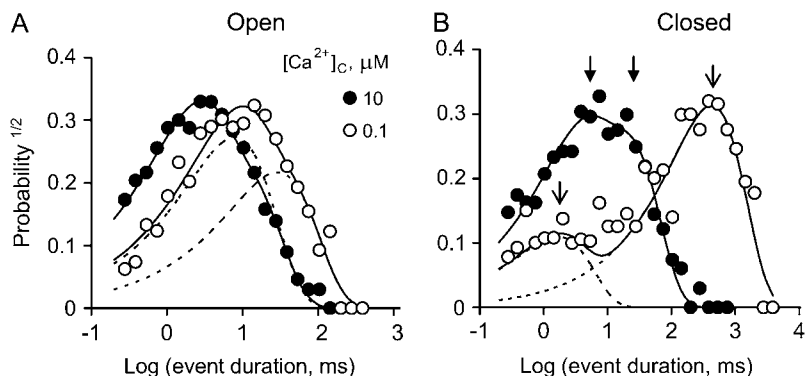 A
Open
B
Closed
[Ca²⁺]C, μM
10
0.1
Probability 1/2
0.4
0.3
0.2
0.1
0
-1
0
1
2
3
Log (event duration, ms)
0.4
0.3
0.2
0.1
0
-1
0
1
2
3
4
Log (event duration, ms)